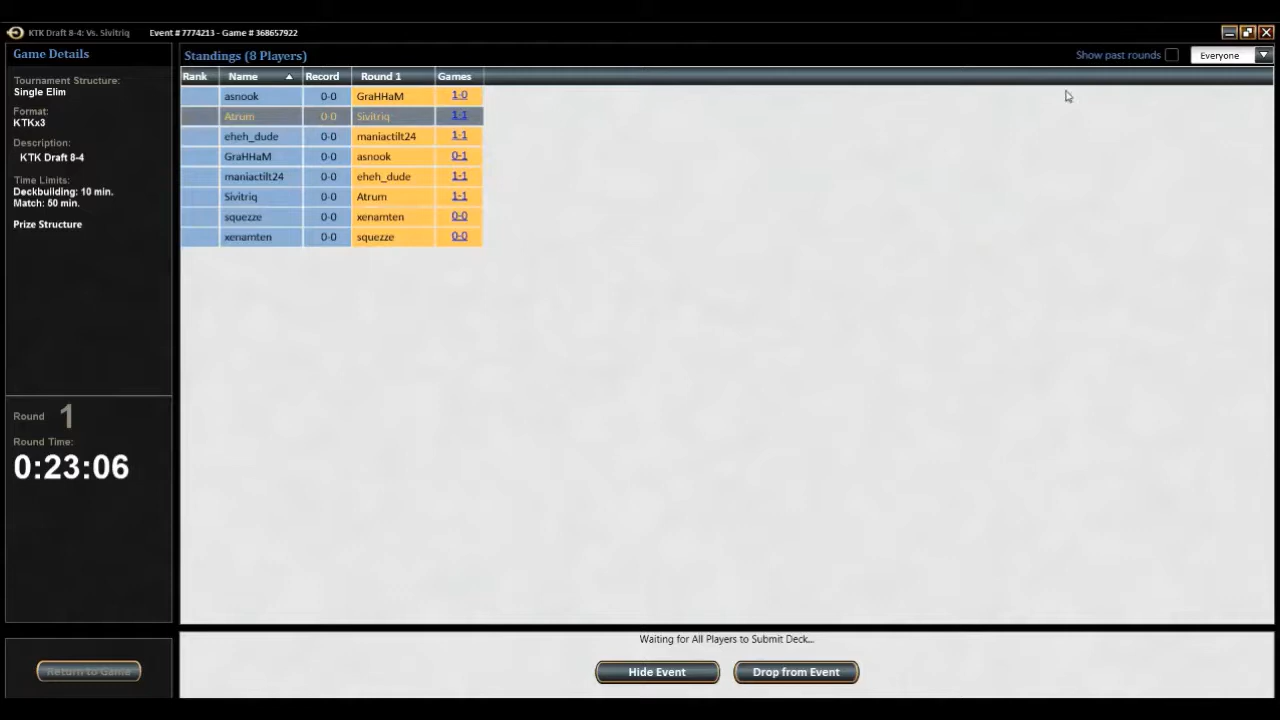 KTK Draft 8-4: Vs. Sivitriq Event # 7774213 - Game # 368657922
Game Details
Tournament Structure:
Single Elim
Format:
KTKx3
Description:
KTK Draft 8-4
Time Limits:
Deckbuilding: 10 min.
Match: 50 min.
Prize Structure
Round 1
Round Time:
0:23:06
Return to Game
Standings (8 Players) Show past rounds Everyone
Rank Name Record Round 1 Games
asnook 0-0 GraHHaM 1-0
Atrum 0-0 Sivitriq 1-1
eheh_dude 0-0 maniactilt24 1-1
GraHHaM 0-0 asnook 0-1
maniactilt24 0-0 eheh_dude 1-1
Sivitriq 0-0 Atrum 1-1
squezze 0-0 xenamten 0-0
xenamten 0-0 squezze 0-0
Waiting for All Players to Submit Deck...
Hide Event Drop from Event